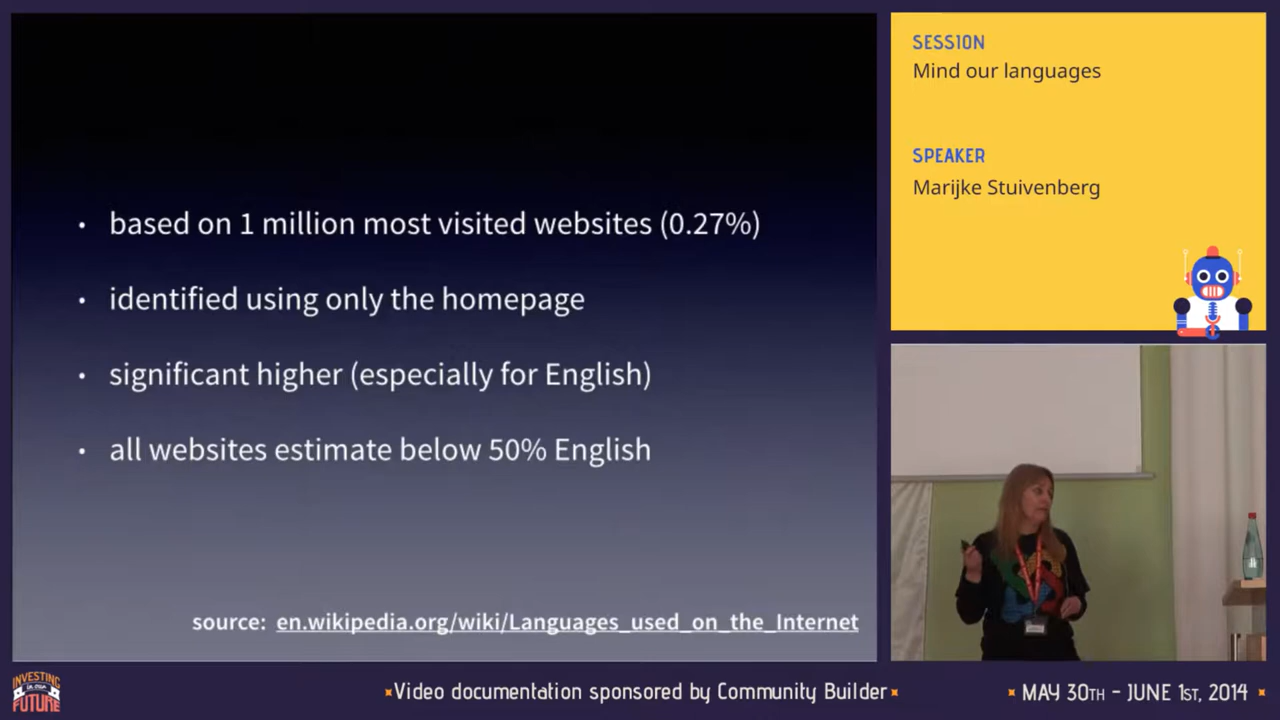 • based on 1 million most visited websites (0.27%)
• identified using only the homepage
• significant higher (especially for English)
• all websites estimate below 50% English
source: en.wikipedia.org/wiki/Languages_used_on_the_Internet
SESSION
Mind our languages
SPEAKER
Marijke Stuivenberg
INVESTING
in our
FUTURE
Video documentation sponsored by Community Builder
MAY 30TH - JUNE 1ST, 2014